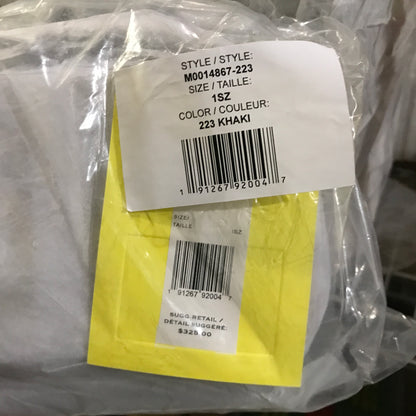 STYLE / STYLE:
M0014867-223
SIZE / TAILLE:
1SZ
COLOR / COULEUR:
223 KHAKI
1 91267 92004 7
SIZE/
TAILLE 1SZ
1 91267 92004 7
SUGG.RETAIL /
DÉTAIL SUGGÉRÉ:
$325.00